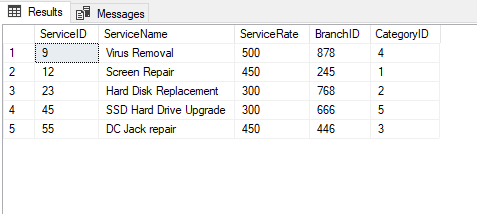 Results Messages
ServiceID ServiceName ServiceRate BranchID CategoryID
1 9 Virus Removal 500 878 4
2 12 Screen Repair 450 245 1
3 23 Hard Disk Replacement 300 768 2
4 45 SSD Hard Drive Upgrade 300 666 5
5 55 DC Jack repair 450 446 3